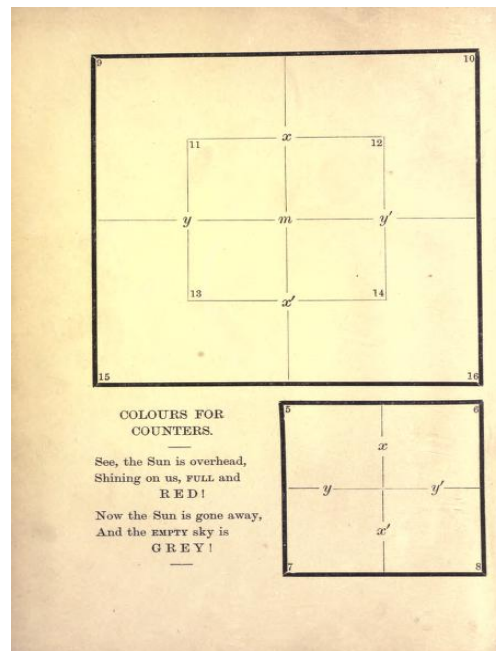 9 10
11 x 12
y m y′
13 x′ 14
15 16
COLOURS FOR
COUNTERS.
See, the Sun is overhead,
Shining on us, FULL and
RED!
Now the Sun is gone away,
And the EMPTY sky is
GREY!
5 6
x
y y′
x′
7 8